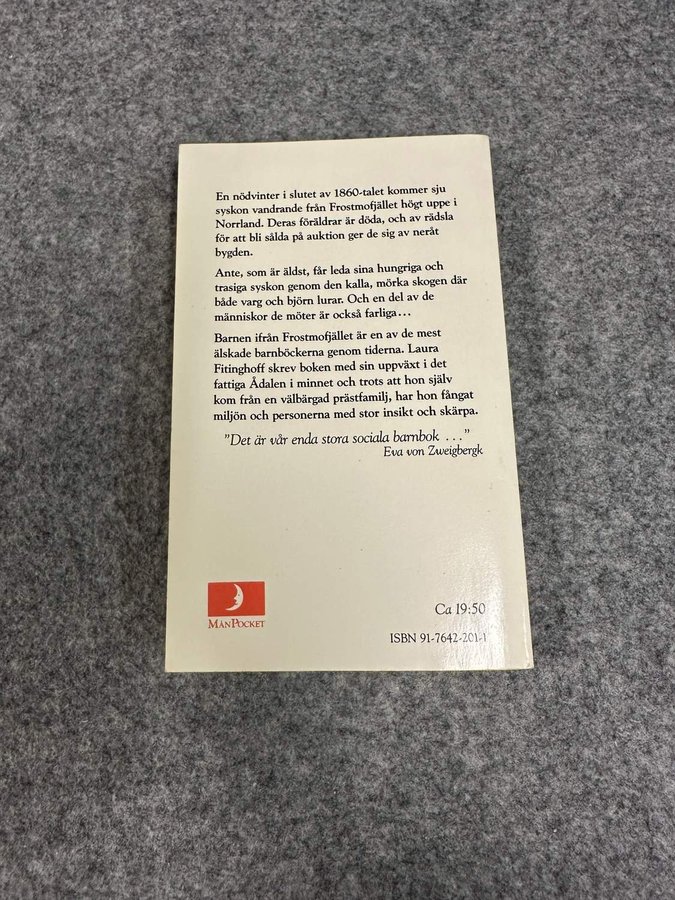 En nödvinter i slutet av 1860-talet kommer sju
syskon vandrande från Frostmofjället högt uppe i
Norrland. Deras föräldrar är döda, och av rädsla
för att bli sålda på auktion ger de sig av neråt
bygden.
Ante, som är äldst, får leda sina hungriga och
trasiga syskon genom den kalla, mörka skogen där
både varg och björn lurar. Och en del av de
människor de möter är också farliga...
Barnen ifrån Frostmofjället är en av de mest
älskade barnböckerna genom tiderna. Laura
Fitinghoff skrev boken med sin uppväxt i det
fattiga Ådalen i minnet och trots att hon själv
kom från en välbärgad prästfamilj, har hon fångat
miljön och personerna med stor insikt och skärpa.
"Det är vår enda stora sociala barnbok ..."
Eva von Zweigbergk
MÅNPOCKET
Ca 19:50
ISBN 91-7642-201-1